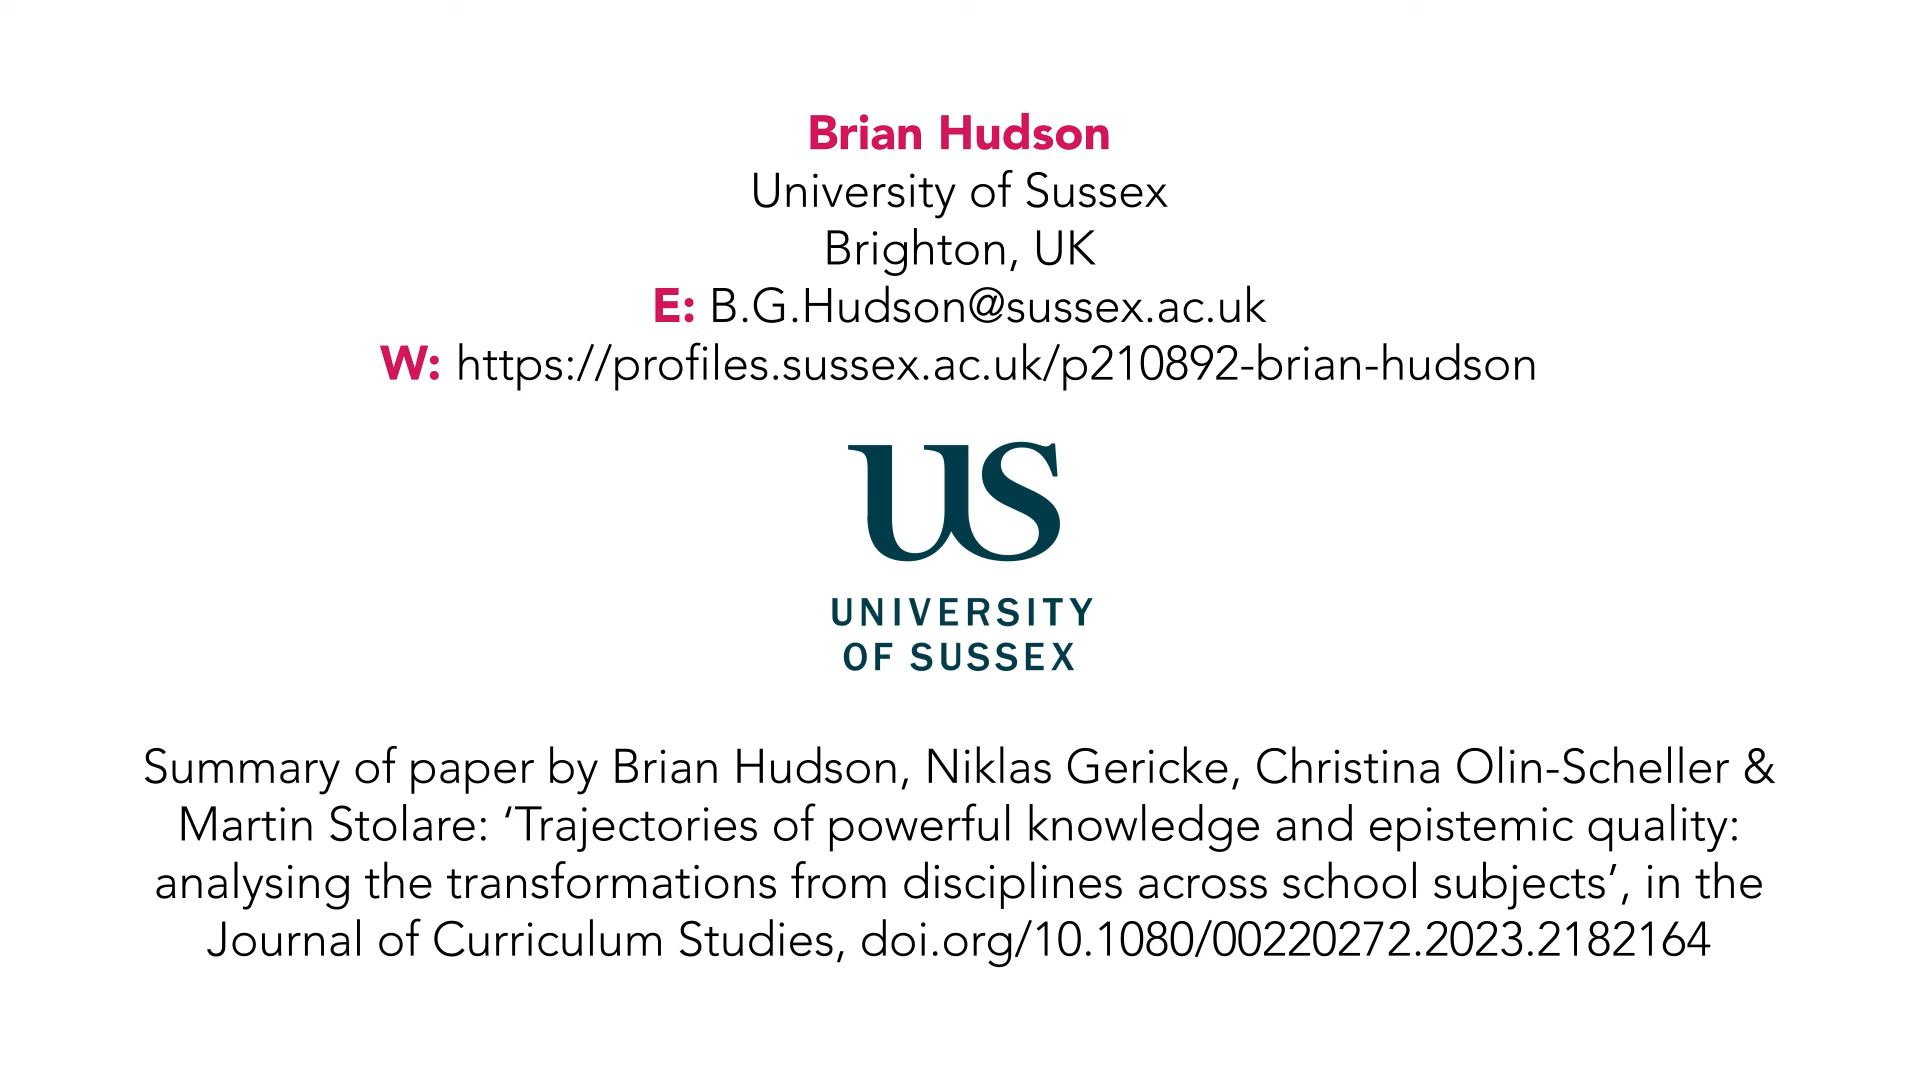 Brian Hudson
University of Sussex
Brighton, UK
E: B.G.Hudson@sussex.ac.uk
W: https://profiles.sussex.ac.uk/p210892-brian-hudson
us
UNIVERSITY
OF SUSSEX
Summary of paper by Brian Hudson, Niklas Gericke, Christina Olin-Scheller &
Martin Stolare: ‘Trajectories of powerful knowledge and epistemic quality:
analysing the transformations from disciplines across school subjects’, in the
Journal of Curriculum Studies, doi.org/10.1080/00220272.2023.2182164